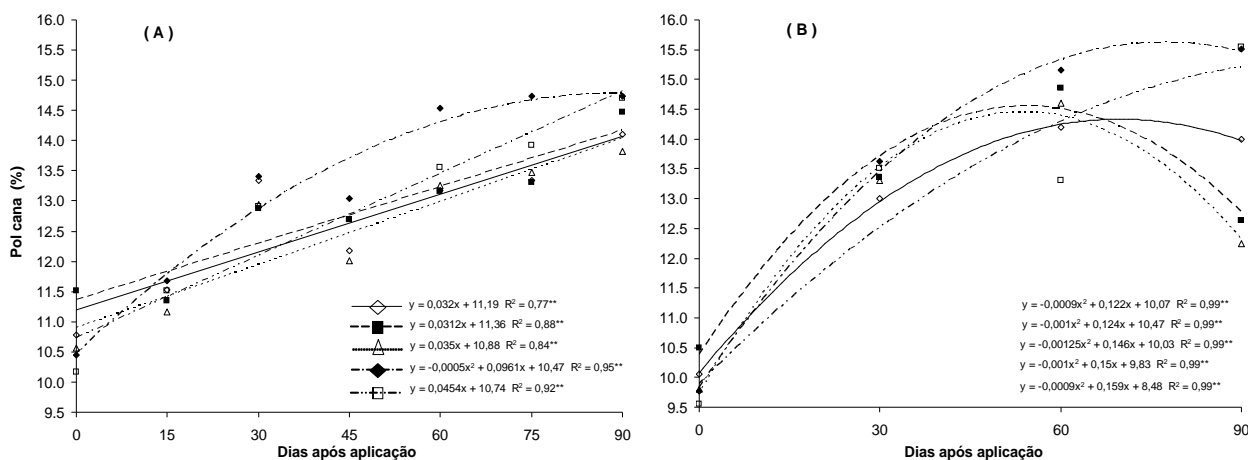 ( A )
Pol cana (%)
16.0
15.5
15.0
14.5
14.0
13.5
13.0
12.5
12.0
11.5
11.0
10.5
10.0
9.5
0 15 30 45 60 75 90
Dias após aplicação
y = 0,032x + 11,19 R² = 0,77**
y = 0,0312x + 11,36 R² = 0,88**
y = 0,035x + 10,88 R² = 0,84**
y = -0,0005x² + 0,0961x + 10,47 R² = 0,95**
y = 0,0454x + 10,74 R² = 0,92**
( B )
16.0
15.5
15.0
14.5
14.0
13.5
13.0
12.5
12.0
11.5
11.0
10.5
10.0
9.5
0 30 60 90
Dias após aplicação
y = -0,0009x² + 0,122x + 10,07 R² = 0,99**
y = -0,001x² + 0,124x + 10,47 R² = 0,99**
y = -0,00125x² + 0,146x + 10,03 R² = 0,99**
y = -0,001x² + 0,15x + 9,83 R² = 0,99**
y = -0,0009x² + 0,159x + 8,48 R² = 0,99**